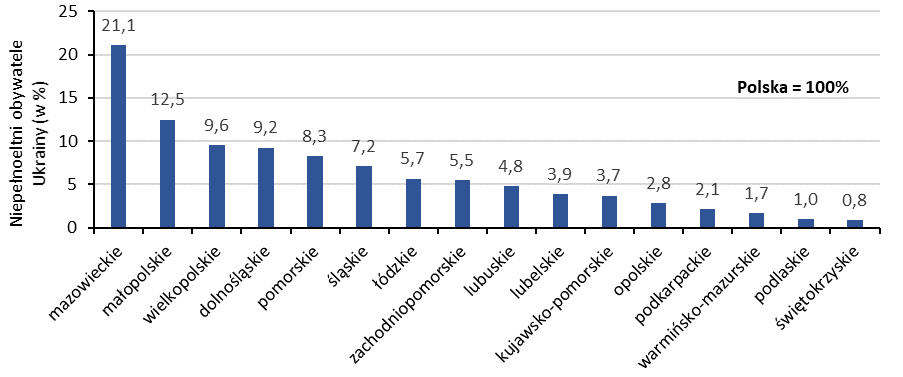 Niepełnoeltni obywatele
Ukrainy (w %)
25
20
15
10
5
0
21,1
12,5
9,6
9,2
8,3
7,2
5,7
5,5
4,8
3,9
3,7
2,8
2,1
1,7
1,0
0,8
Polska = 100%
mazowieckie
małopolskie
wielkopolskie
dolnośląskie
pomorskie
śląskie
łódzkie
zachodniopomorskie
lubuskie
lubelskie
kujawsko-pomorskie
opolskie
podkarpackie
warmińsko-mazurskie
podlaskie
świętokrzyskie